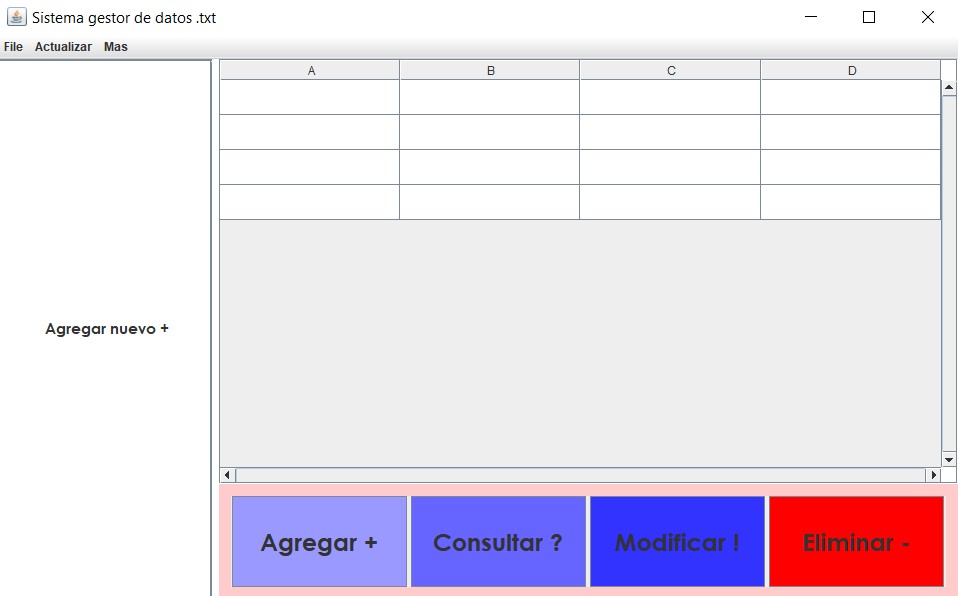 Sistema gestor de datos .txt
File Actualizar Mas
A B C D
Agregar nuevo +
Agregar + Consultar ? Modificar ! Eliminar -